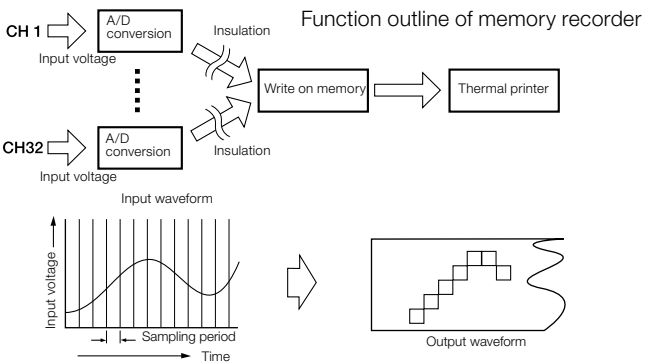 Function outline of memory recorder
CH 1
Input voltage
A/D
conversion
Insulation
Write on memory
Thermal printer
CH32
Input voltage
A/D
conversion
Insulation
Input waveform
Input voltage
Sampling period
Time
Output waveform